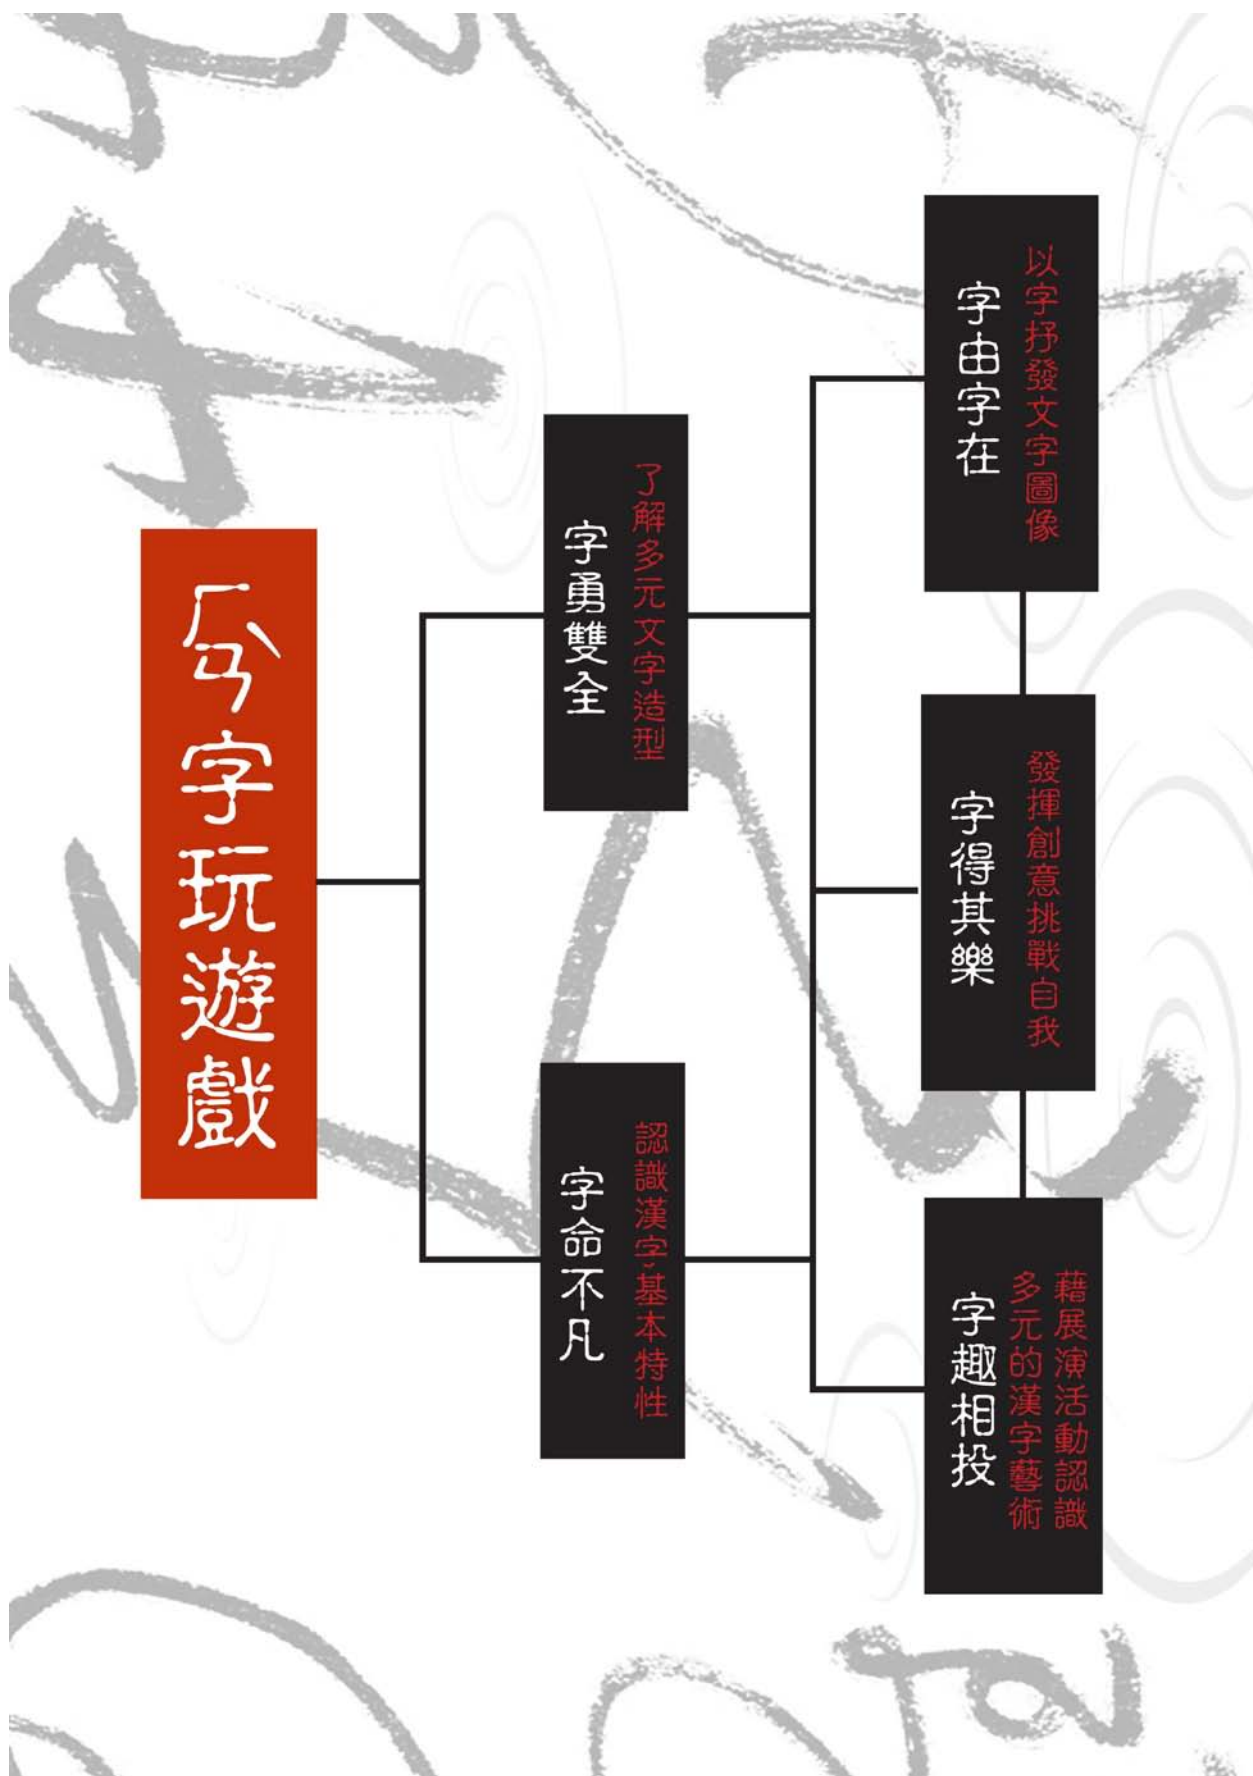 ㄏㄢˋ字玩遊戲
字勇雙全
了解多元文字造型
字命不凡
認識漢字基本特性
字由字在
以字抒發文字圖像
字得其樂
發揮創意挑戰自我
字趣相投
藉展演活動認識
多元的漢字藝術